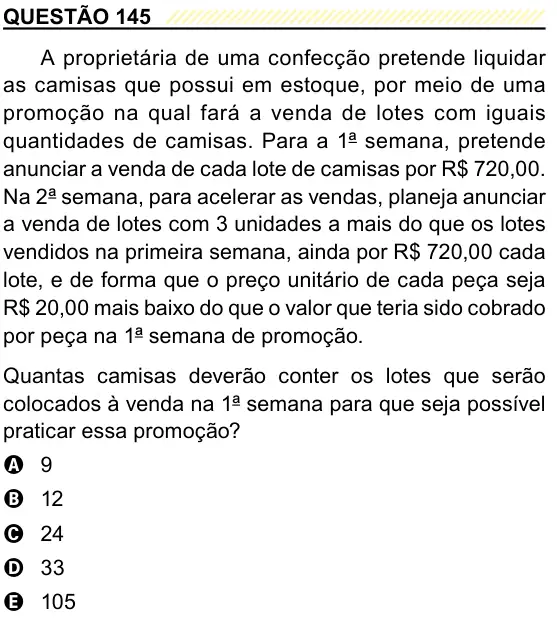 QUESTÃO 145
A proprietária de uma confecção pretende liquidar
as camisas que possui em estoque, por meio de uma
promoção na qual fará a venda de lotes com iguais
quantidades de camisas. Para a 1ª semana, pretende
anunciar a venda de cada lote de camisas por R$ 720,00.
Na 2ª semana, para acelerar as vendas, planeja anunciar
a venda de lotes com 3 unidades a mais do que os lotes
vendidos na primeira semana, ainda por R$ 720,00 cada
lote, e de forma que o preço unitário de cada peça seja
R$ 20,00 mais baixo do que o valor que teria sido cobrado
por peça na 1ª semana de promoção.
Quantas camisas deverão conter os lotes que serão
colocados à venda na 1ª semana para que seja possível
praticar essa promoção?
A 9
B 12
C 24
D 33
E 105